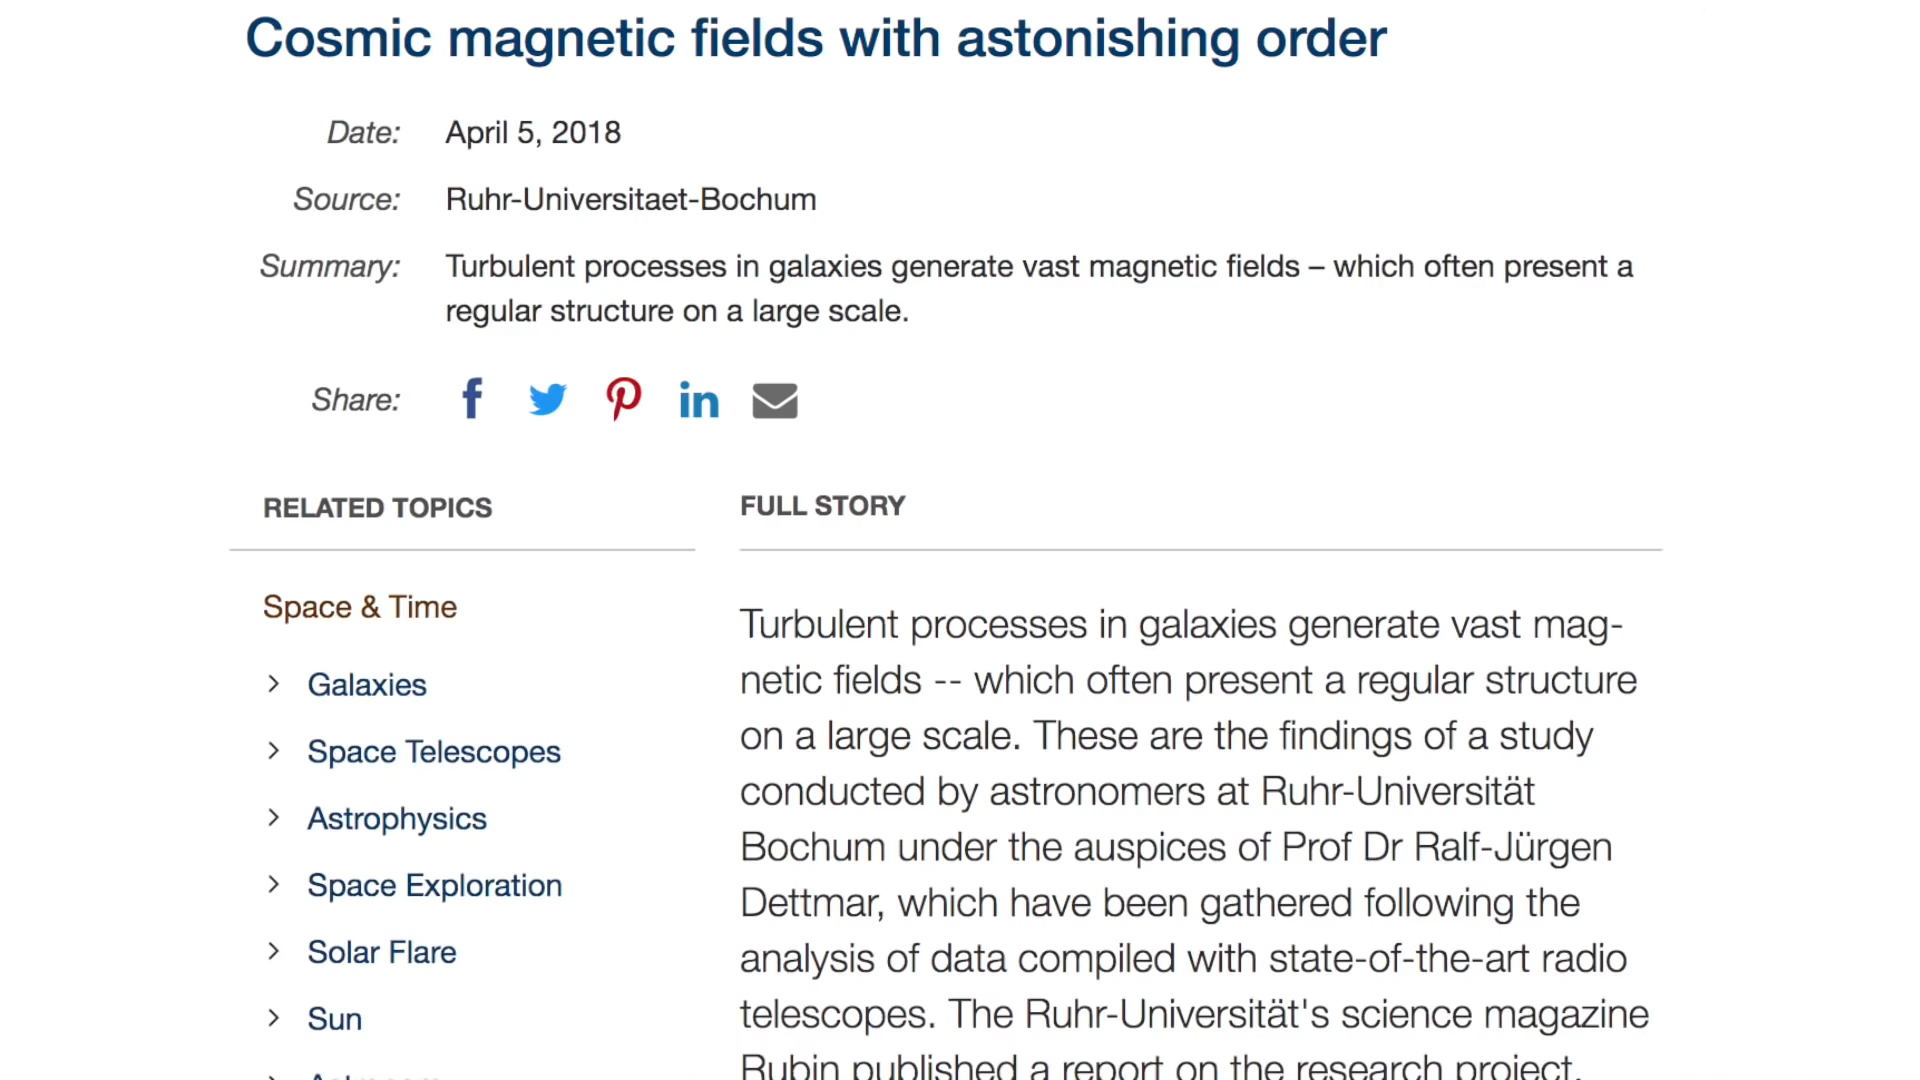 Cosmic magnetic fields with astonishing order
Date: April 5, 2018
Source: Ruhr-Universitaet-Bochum
Summary: Turbulent processes in galaxies generate vast magnetic fields – which often present a
regular structure on a large scale.
Share:
RELATED TOPICS
Space & Time
Galaxies
Space Telescopes
Astrophysics
Space Exploration
Solar Flare
Sun
FULL STORY
Turbulent processes in galaxies generate vast mag-
netic fields -- which often present a regular structure
on a large scale. These are the findings of a study
conducted by astronomers at Ruhr-Universität
Bochum under the auspices of Prof Dr Ralf-Jürgen
Dettmar, which have been gathered following the
analysis of data compiled with state-of-the-art radio
telescopes. The Ruhr-Universität's science magazine
Rubin published a report on the research project.